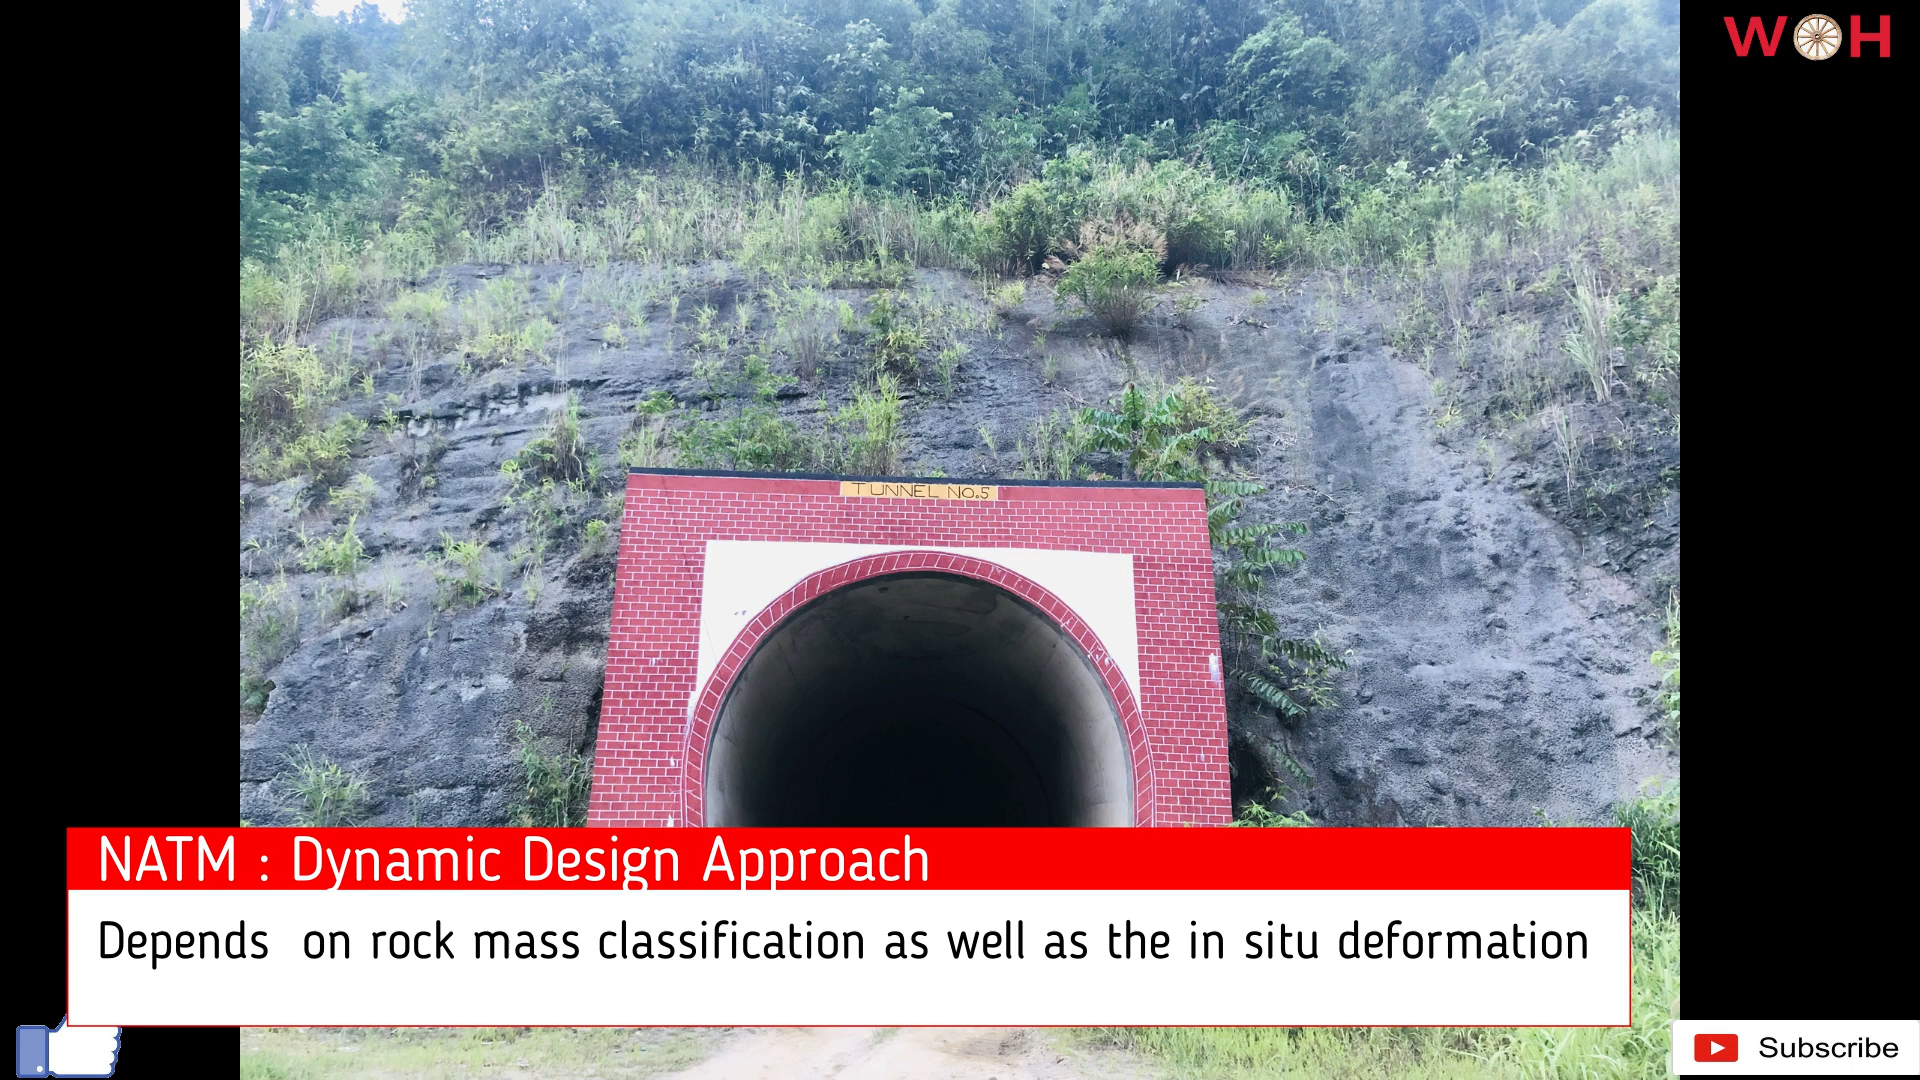 W H
TUNNEL NO.5
NATM : Dynamic Design Approach
Depends on rock mass classification as well as the in situ deformation
Subscribe